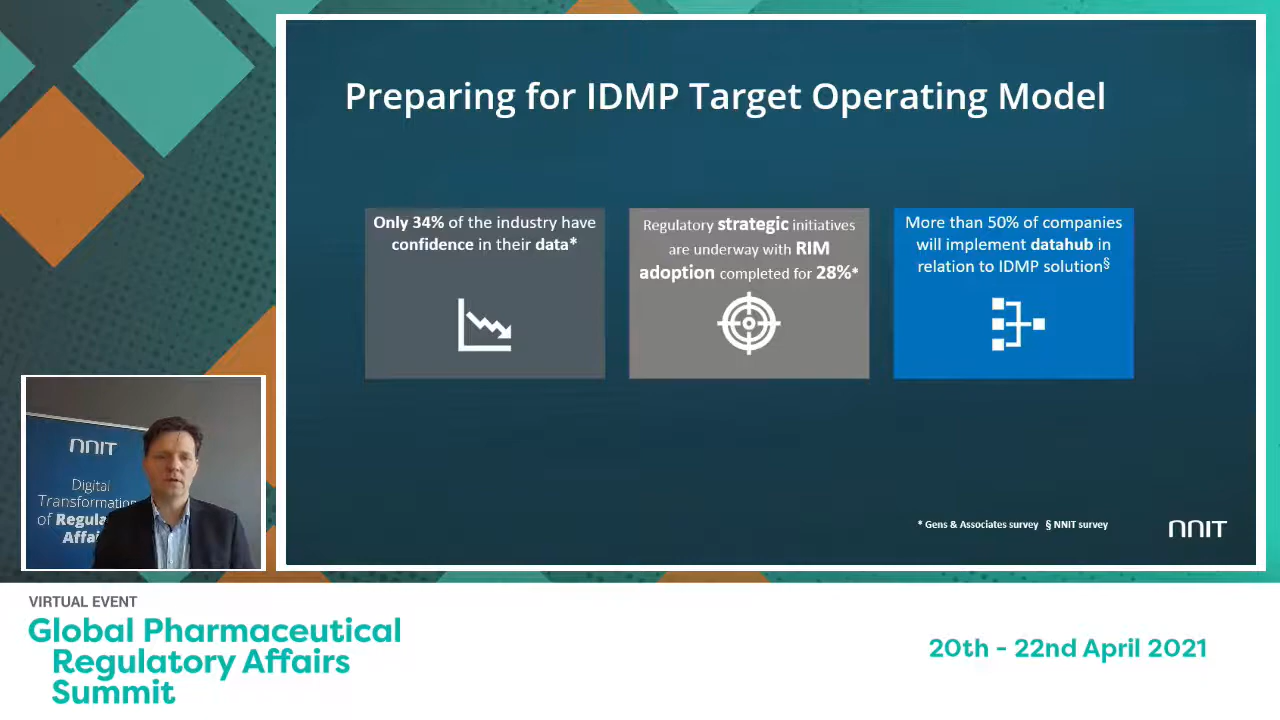 Preparing for IDMP Target Operating Model
Only 34% of the industry have
confidence in their data*
Regulatory strategic initiatives
are underway with RIM
adoption completed for 28%*
More than 50% of companies
will implement datahub in
relation to IDMP solution§
* Gens & Associates survey § NNIT survey
nnit
nnit
Digital
Transformation
of Regula
Affai
VIRTUAL EVENT
Global Pharmaceutical
Regulatory Affairs
Summit
20th - 22nd April 2021